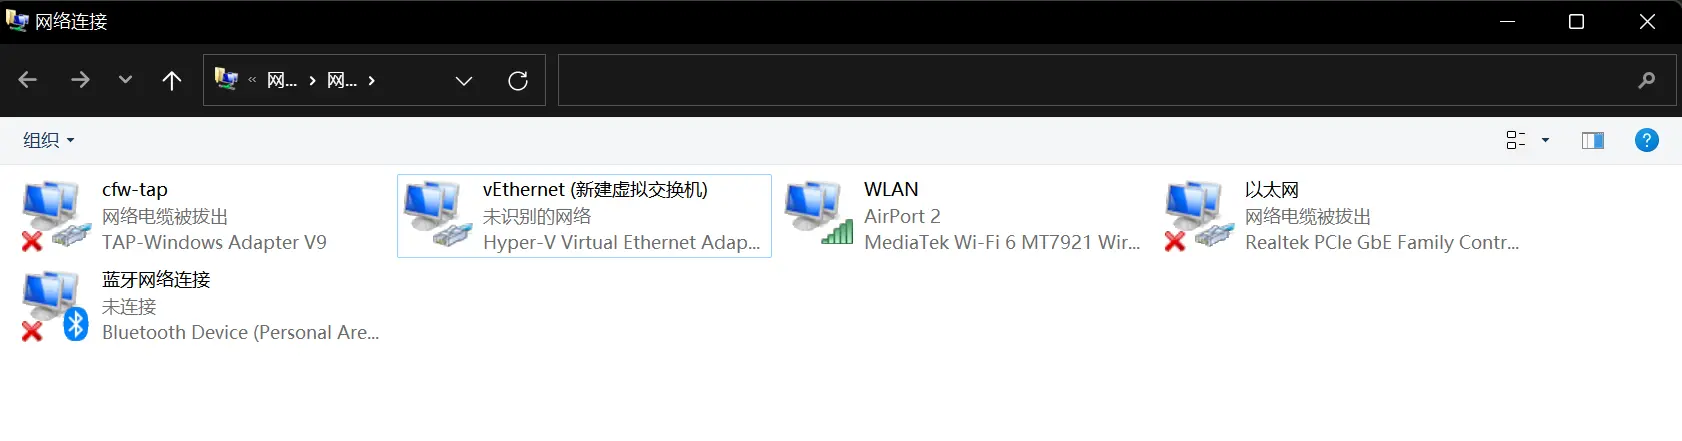 网络连接
« 网... › 网... ›
组织
?
cfw-tap
网络电缆被拔出
TAP-Windows Adapter V9
vEthernet (新建虚拟交换机)
未识别的网络
Hyper-V Virtual Ethernet Adap...
WLAN
AirPort 2
MediaTek Wi-Fi 6 MT7921 Wir...
以太网
网络电缆被拔出
Realtek PCIe GbE Family Contr...
蓝牙网络连接
未连接
Bluetooth Device (Personal Are...